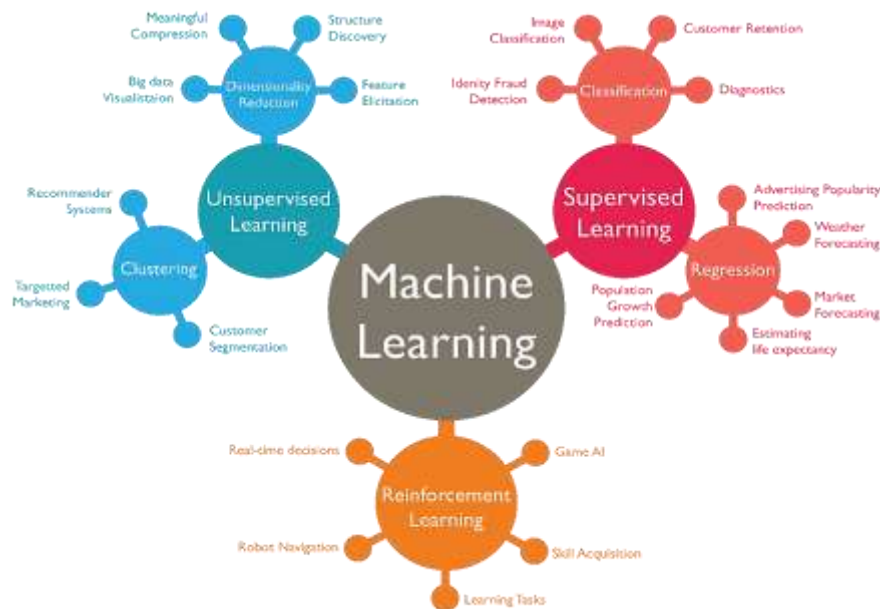 Meaningful
Compression
Structure
Discovery
Big data
Visualistaion
Dimensionality
Reduction
Feature
Elicitation
Unsupervised
Learning
Recommender
Systems
Clustering
Targetted
Marketing
Customer
Segmentation
Image
Classification
Customer Retention
Idenity Fraud
Detection
Classification
Diagnostics
Supervised
Learning
Advertising Popularity
Prediction
Weather
Forecasting
Regression
Population
Growth
Prediction
Market
Forecasting
Estimating
life expectancy
Machine
Learning
Real-time decisions
Game AI
Reinforcement
Learning
Robot Navigation
Skill Acquisition
Learning Tasks